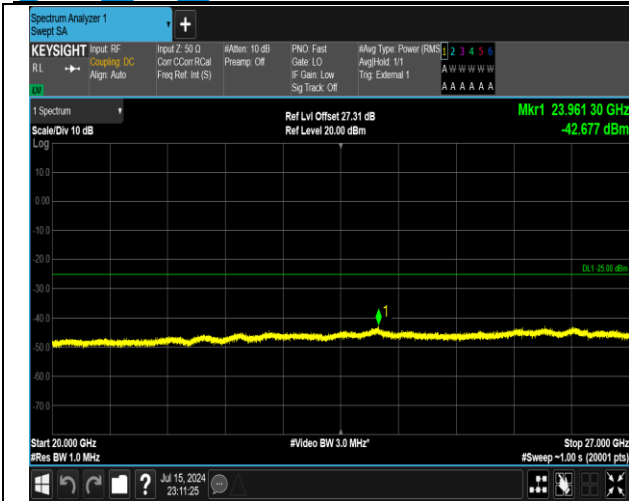 Spectrum Analyzer 1
Swept SA
+
KEYSIGHT
RL
LXI
Input: RF
Coupling: DC
Align: Auto
Input Z: 50 Ω
Corr CCorr RCal
Freq Ref: Int (S)
#Atten: 10 dB
Preamp: Off
PNO: Fast
Gate: LO
IF Gain: Low
Sig Track: Off
#Avg Type: Power (RMS
Avg|Hold: 1/1
Trig: External 1
1 2 3 4 5 6
A W W W W W
A A A A A A
1 Spectrum
Scale/Div 10 dB
Log
Ref Lvl Offset 27.31 dB
Ref Level 20.00 dBm
Mkr1 23.961 30 GHz
-42.677 dBm
10.0
0.00
-10.0
-20.0
DL1 -25.00 dBm
-30.0
1
-40.0
-50.0
-60.0
-70.0
Start 20.000 GHz
#Res BW 1.0 MHz
#Video BW 3.0 MHz*
Stop 27.000 GHz
#Sweep ~1.00 s (20001 pts)
?
Jul 15, 2024
23:11:25